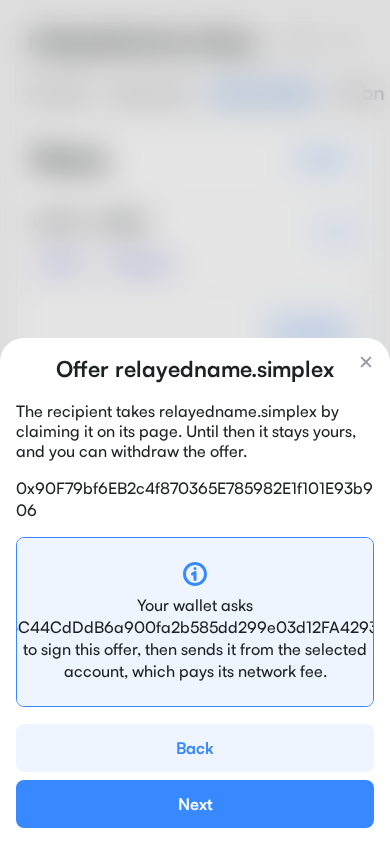 Offer relayedname.simplex
The recipient takes relayedname.simplex by
claiming it on its page. Until then it stays yours,
and you can withdraw the offer.
0x90F79bf6EB2c4f870365E785982E1f101E93b9
06
Your wallet asks
C44CdDdB6a900fa2b585dd299e03d12FA4293
to sign this offer, then sends it from the selected
account, which pays its network fee.
Back
Next